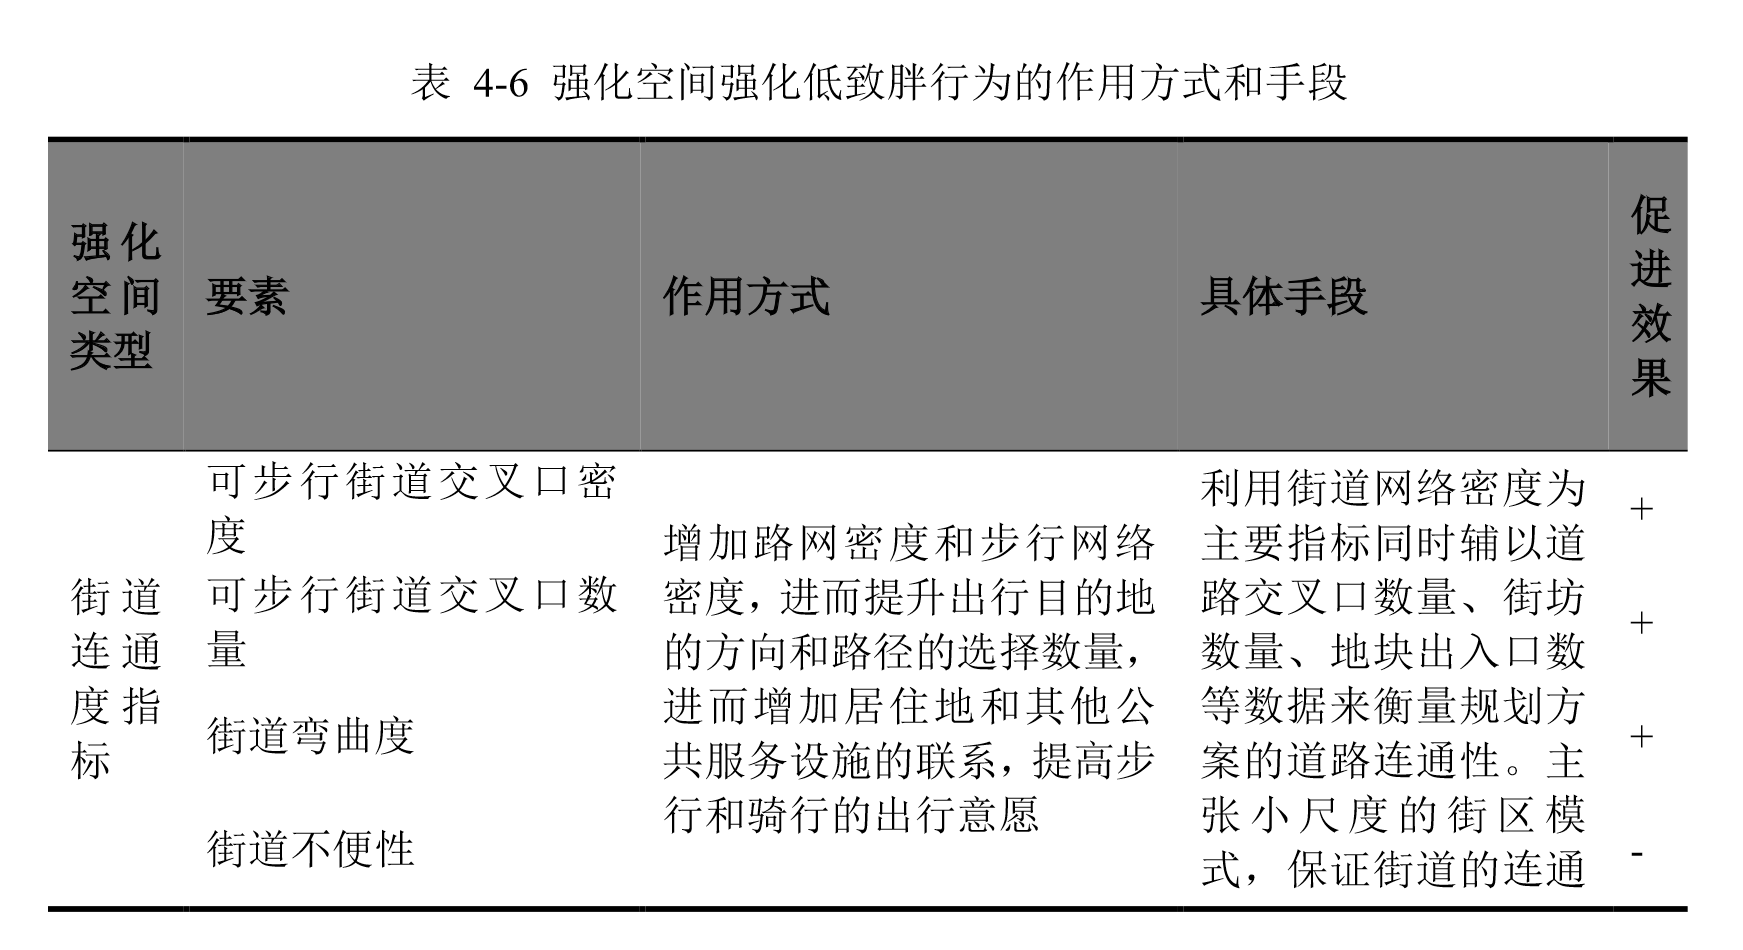 表 4-6 强化空间强化低致胖行为的作用方式和手段
强化
空间
类型
要素
作用方式
具体手段
促
进
效
果
街道
连通
度指
标
可步行街道交叉口密
度
可步行街道交叉口数
量
街道弯曲度
街道不便性
增加路网密度和步行网络
密度，进而提升出行目的地
的方向和路径的选择数量，
进而增加居住地和其他公
共服务设施的联系，提高步
行和骑行的出行意愿
利用街道网络密度为
主要指标同时辅以道
路交叉口数量、街坊
数量、地块出入口数
等数据来衡量规划方
案的道路连通性。主
张小尺度的街区模
式，保证街道的连通
+
+
+
-